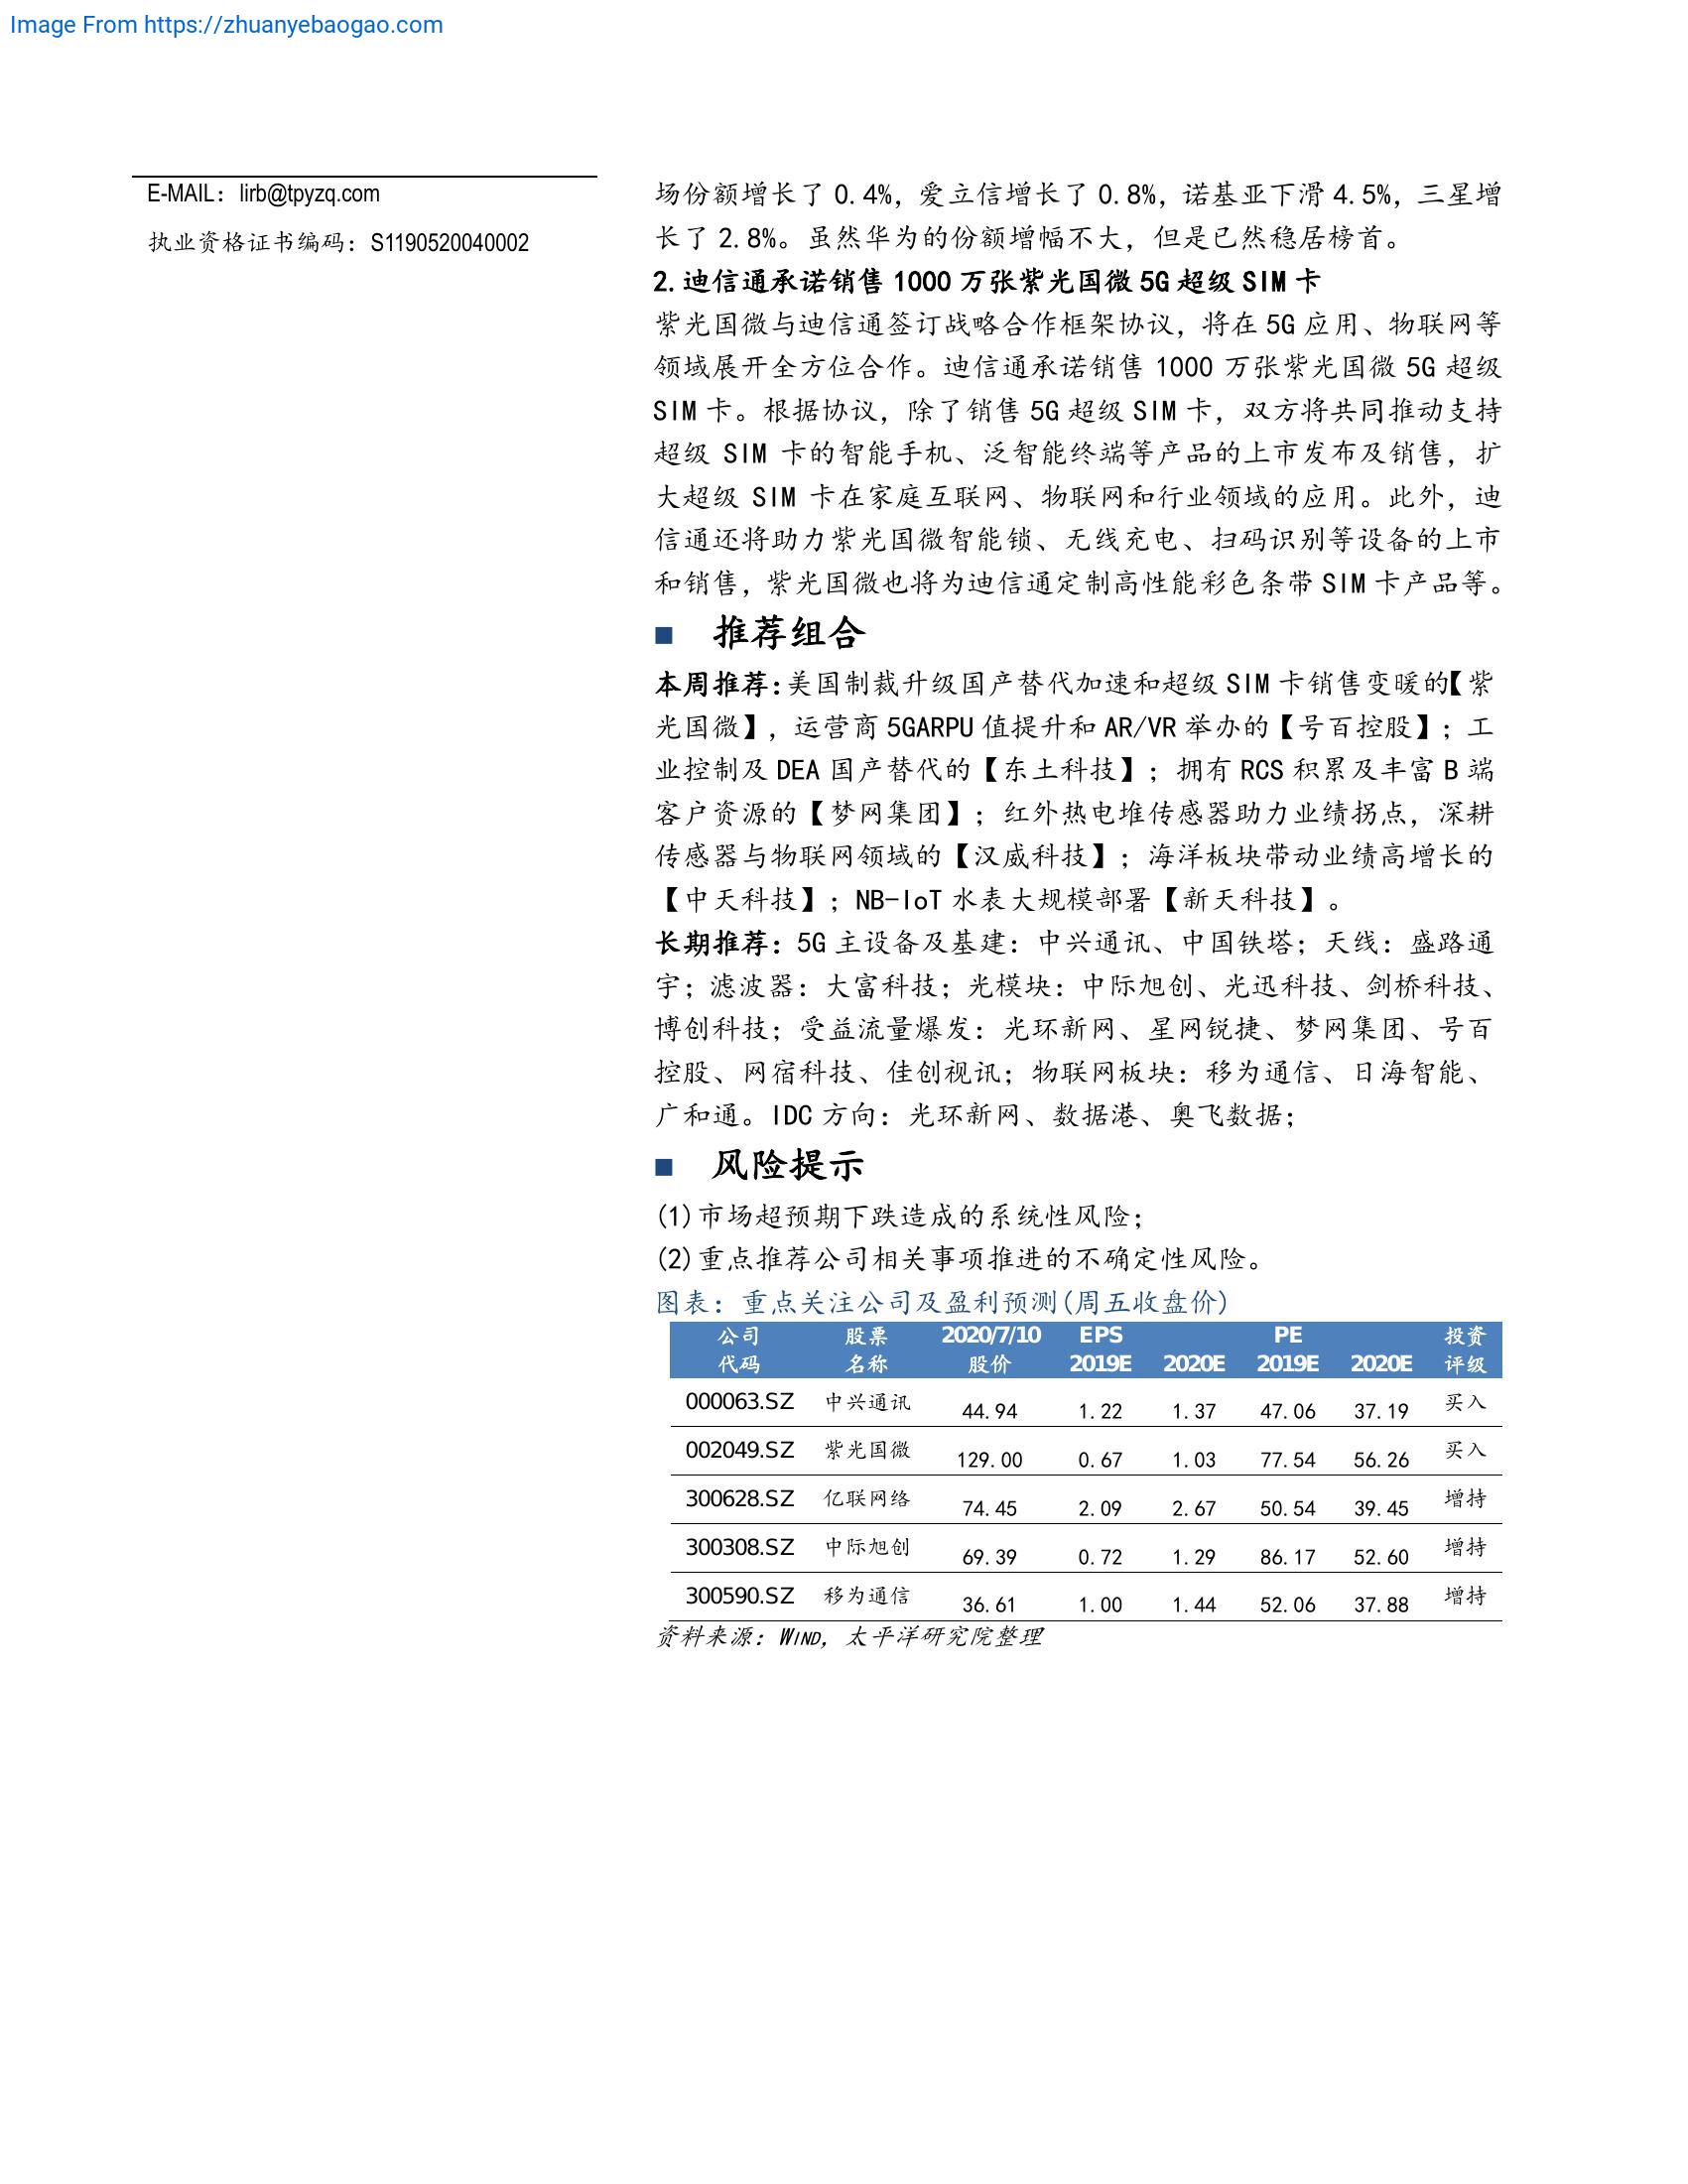 Image From https://zhuanyebaogao.com
E-MAIL：lirb@tpyzq.com
执业资格证书编码：S1190520040002
场份额增长了 0.4%，爱立信增长了 0.8%，诺基亚下滑 4.5%，三星增
长了 2.8%。虽然华为的份额增幅不大，但是已然稳居榜首。
2.迪信通承诺销售 1000 万张紫光国微 5G 超级 SIM 卡
紫光国微与迪信通签订战略合作框架协议，将在 5G 应用、物联网等
领域展开全方位合作。迪信通承诺销售 1000 万张紫光国微 5G 超级
SIM 卡。根据协议，除了销售 5G 超级 SIM 卡，双方将共同推动支持
超级 SIM 卡的智能手机、泛智能终端等产品的上市发布及销售，扩
大超级 SIM 卡在家庭互联网、物联网和行业领域的应用。此外，迪
信通还将助力紫光国微智能锁、无线充电、扫码识别等设备的上市
和销售，紫光国微也将为迪信通定制高性能彩色条带 SIM 卡产品等。
■ 推荐组合
本周推荐：美国制裁升级国产替代加速和超级 SIM 卡销售变暖的【紫
光国微】，运营商 5GARPU 值提升和 AR/VR 举办的【号百控股】；工
业控制及 DEA 国产替代的【东土科技】；拥有 RCS 积累及丰富 B 端
客户资源的【梦网集团】；红外热电堆传感器助力业绩拐点，深耕
传感器与物联网领域的【汉威科技】；海洋板块带动业绩高增长的
【中天科技】；NB-IoT 水表大规模部署【新天科技】。
长期推荐：5G 主设备及基建：中兴通讯、中国铁塔；天线：盛路通
宇；滤波器：大富科技；光模块：中际旭创、光迅科技、剑桥科技、
博创科技；受益流量爆发：光环新网、星网锐捷、梦网集团、号百
控股、网宿科技、佳创视讯；物联网板块：移为通信、日海智能、
广和通。IDC 方向：光环新网、数据港、奥飞数据；
■ 风险提示
(1)市场超预期下跌造成的系统性风险；
(2)重点推荐公司相关事项推进的不确定性风险。
图表：重点关注公司及盈利预测(周五收盘价)
公司 股票 2020/7/10 EPS PE 投资
代码 名称 股价 2019E 2020E 2019E 2020E 评级
000063.SZ 中兴通讯 44.94 1.22 1.37 47.06 37.19 买入
002049.SZ 紫光国微 129.00 0.67 1.03 77.54 56.26 买入
300628.SZ 亿联网络 74.45 2.09 2.67 50.54 39.45 增持
300308.SZ 中际旭创 69.39 0.72 1.29 86.17 52.60 增持
300590.SZ 移为通信 36.61 1.00 1.44 52.06 37.88 增持
资料来源：WIND，太平洋研究院整理